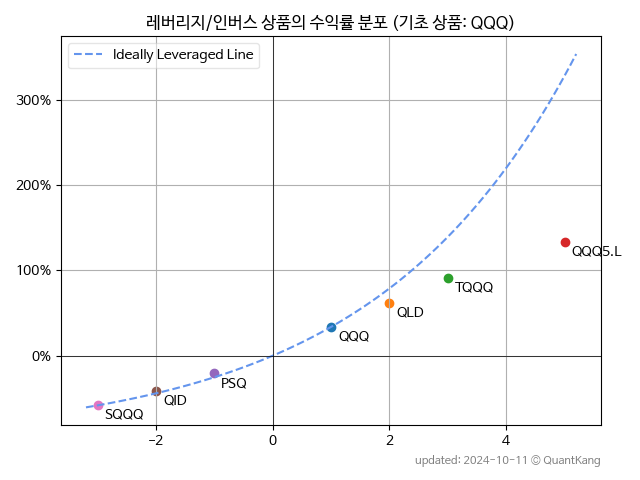 레버리지/인버스 상품의 수익률 분포 (기초 상품: QQQ)
Ideally Leveraged Line
300%
200%
100%
0%
QQQ5.L
TQQQ
QLD
QQQ
PSQ
QID
SQQQ
-2 0 2 4
updated: 2024-10-11 © QuantKang